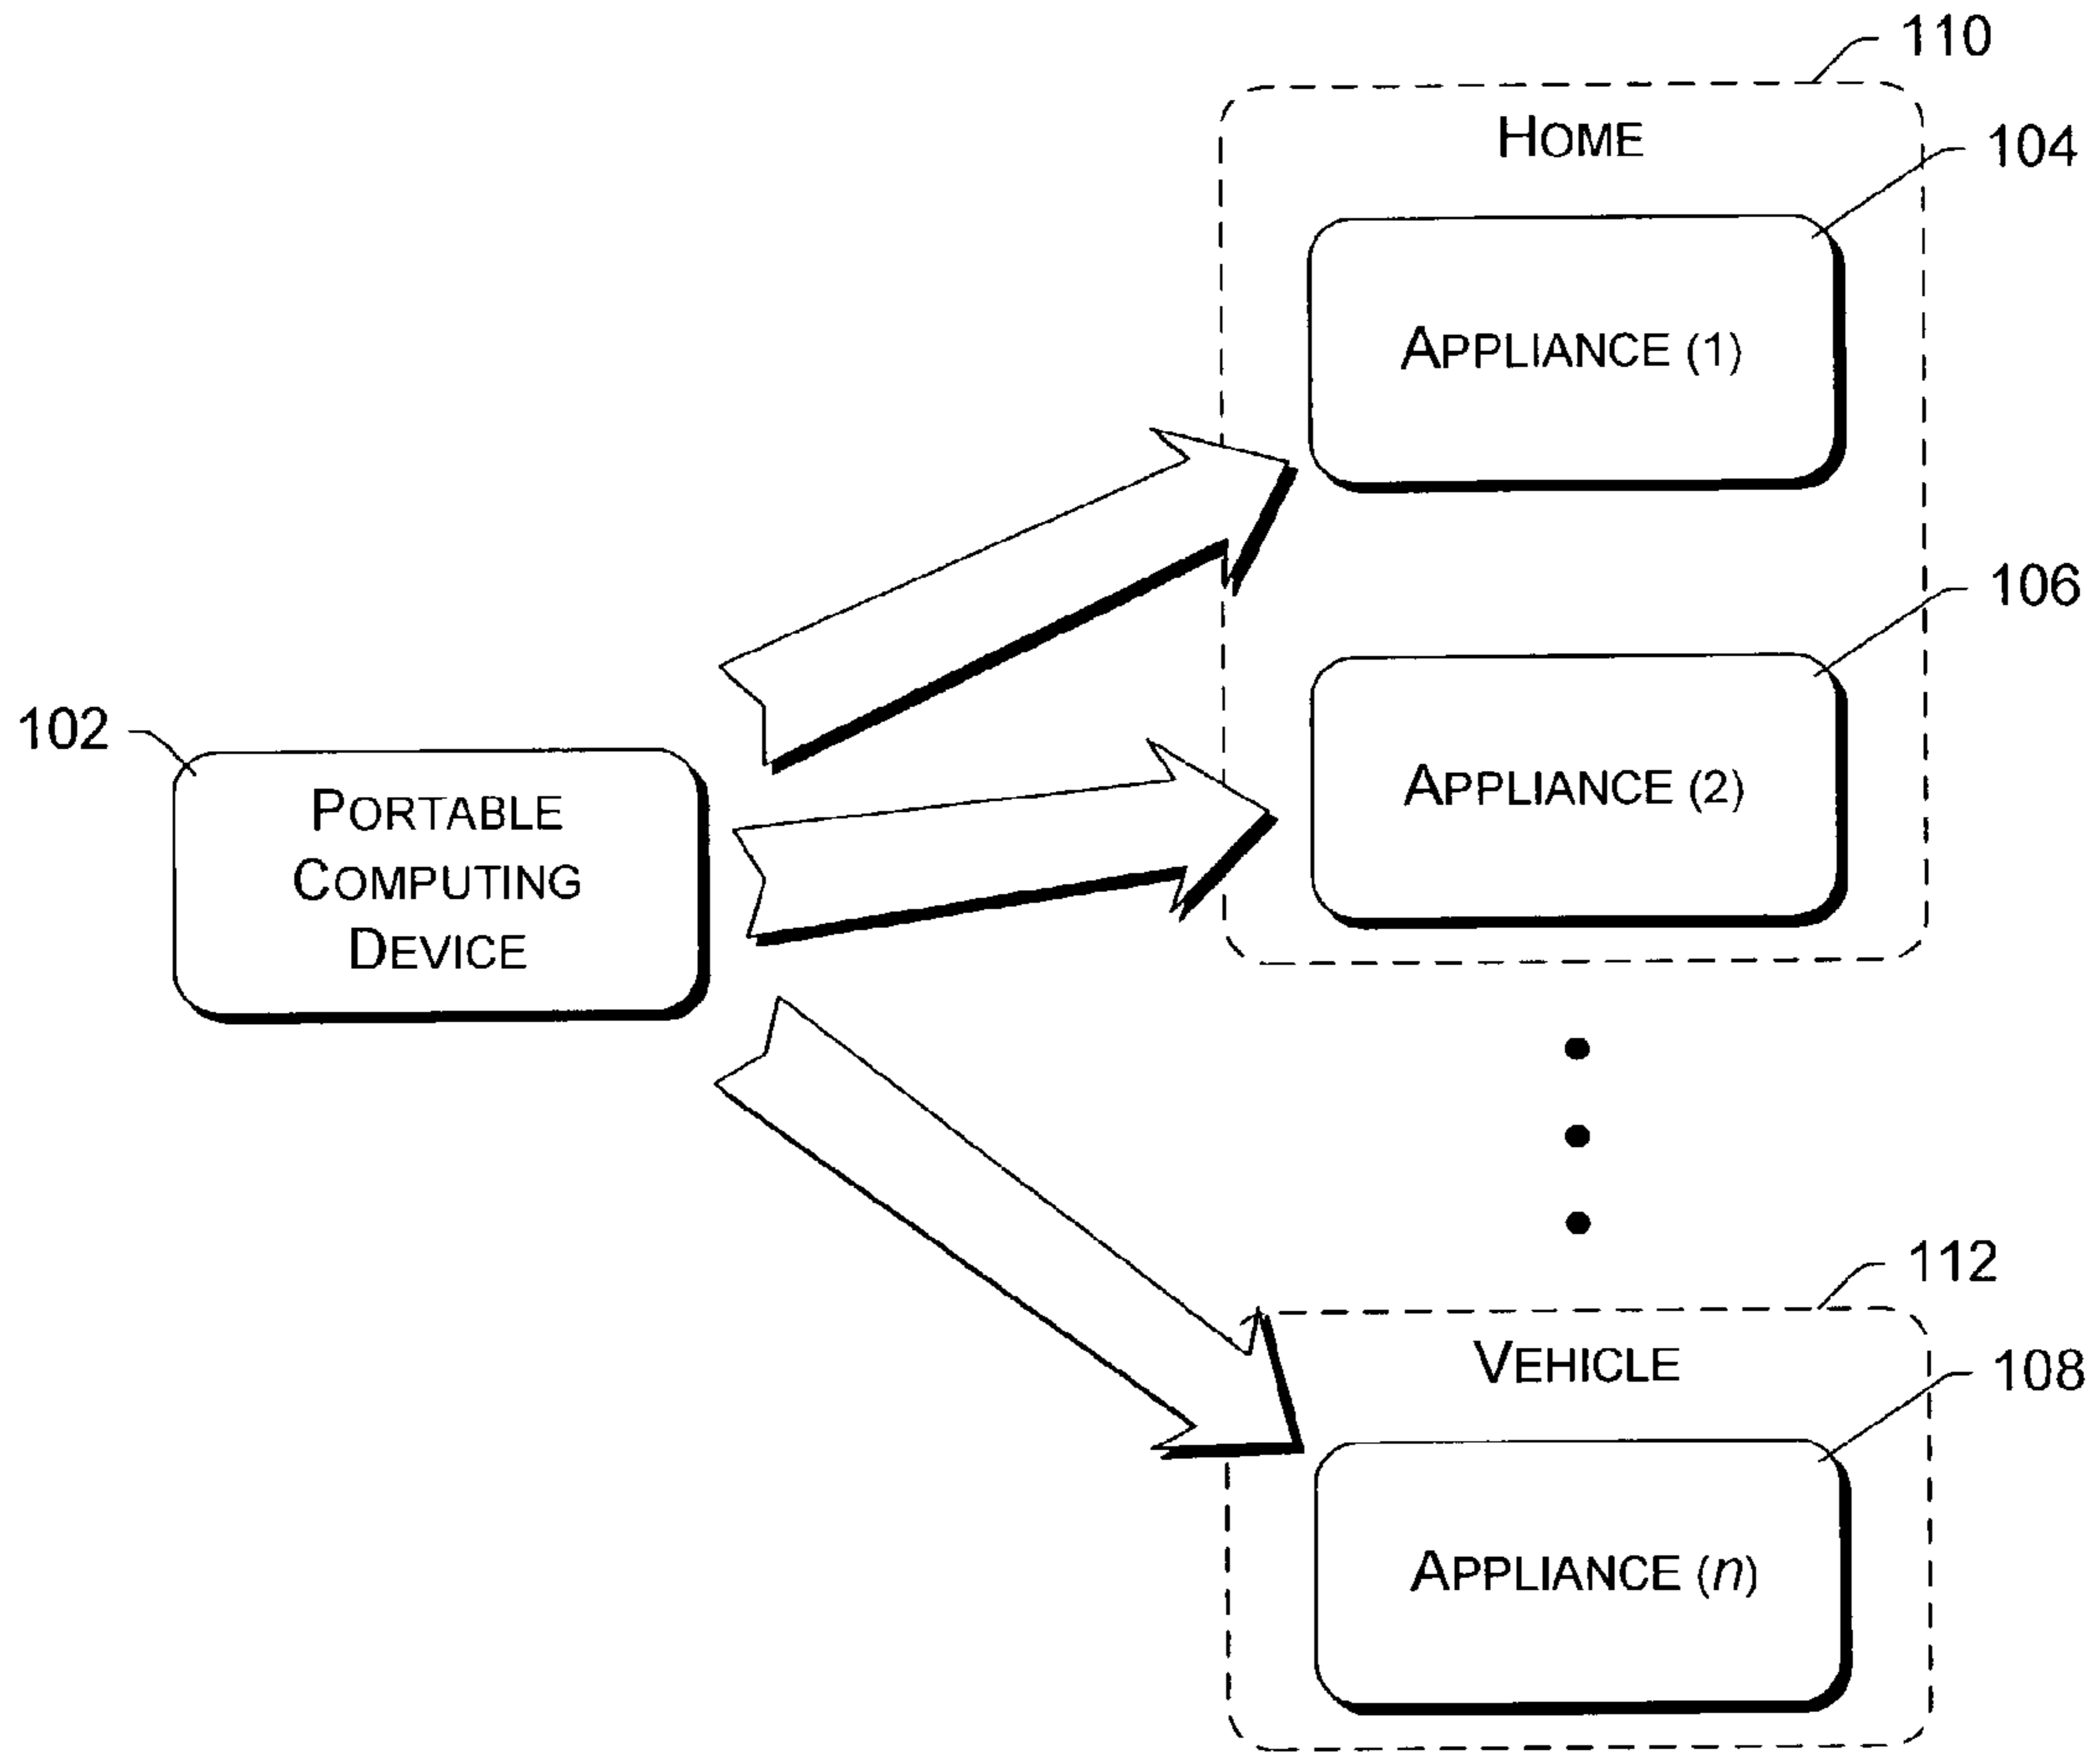 110
HOME
104
APPLIANCE (1)
106
102
PORTABLE
COMPUTING
DEVICE
APPLIANCE (2)
112
VEHICLE
108
APPLIANCE (n)